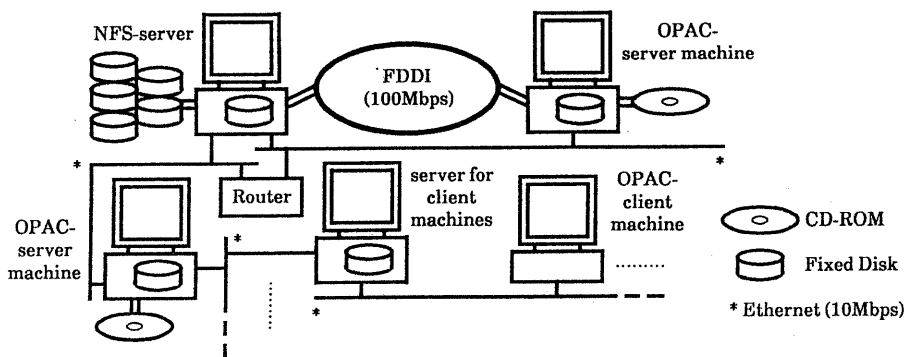 NFS-server
OPAC-
server machine
FDDI
(100Mbps)
*
*
Router
server for
client
machines
OPAC-
client
machine
OPAC-
server
machine
*
*
CD-ROM
Fixed Disk
* Ethernet (10Mbps)